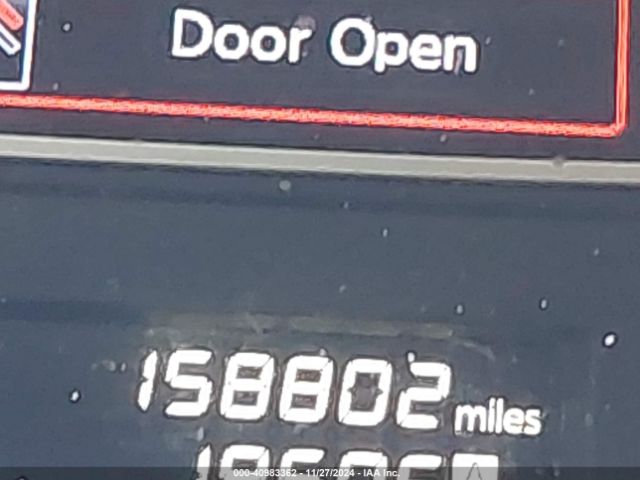 Door Open
158802 miles
000-40983362 - 11/27/2024 - IAA Inc.